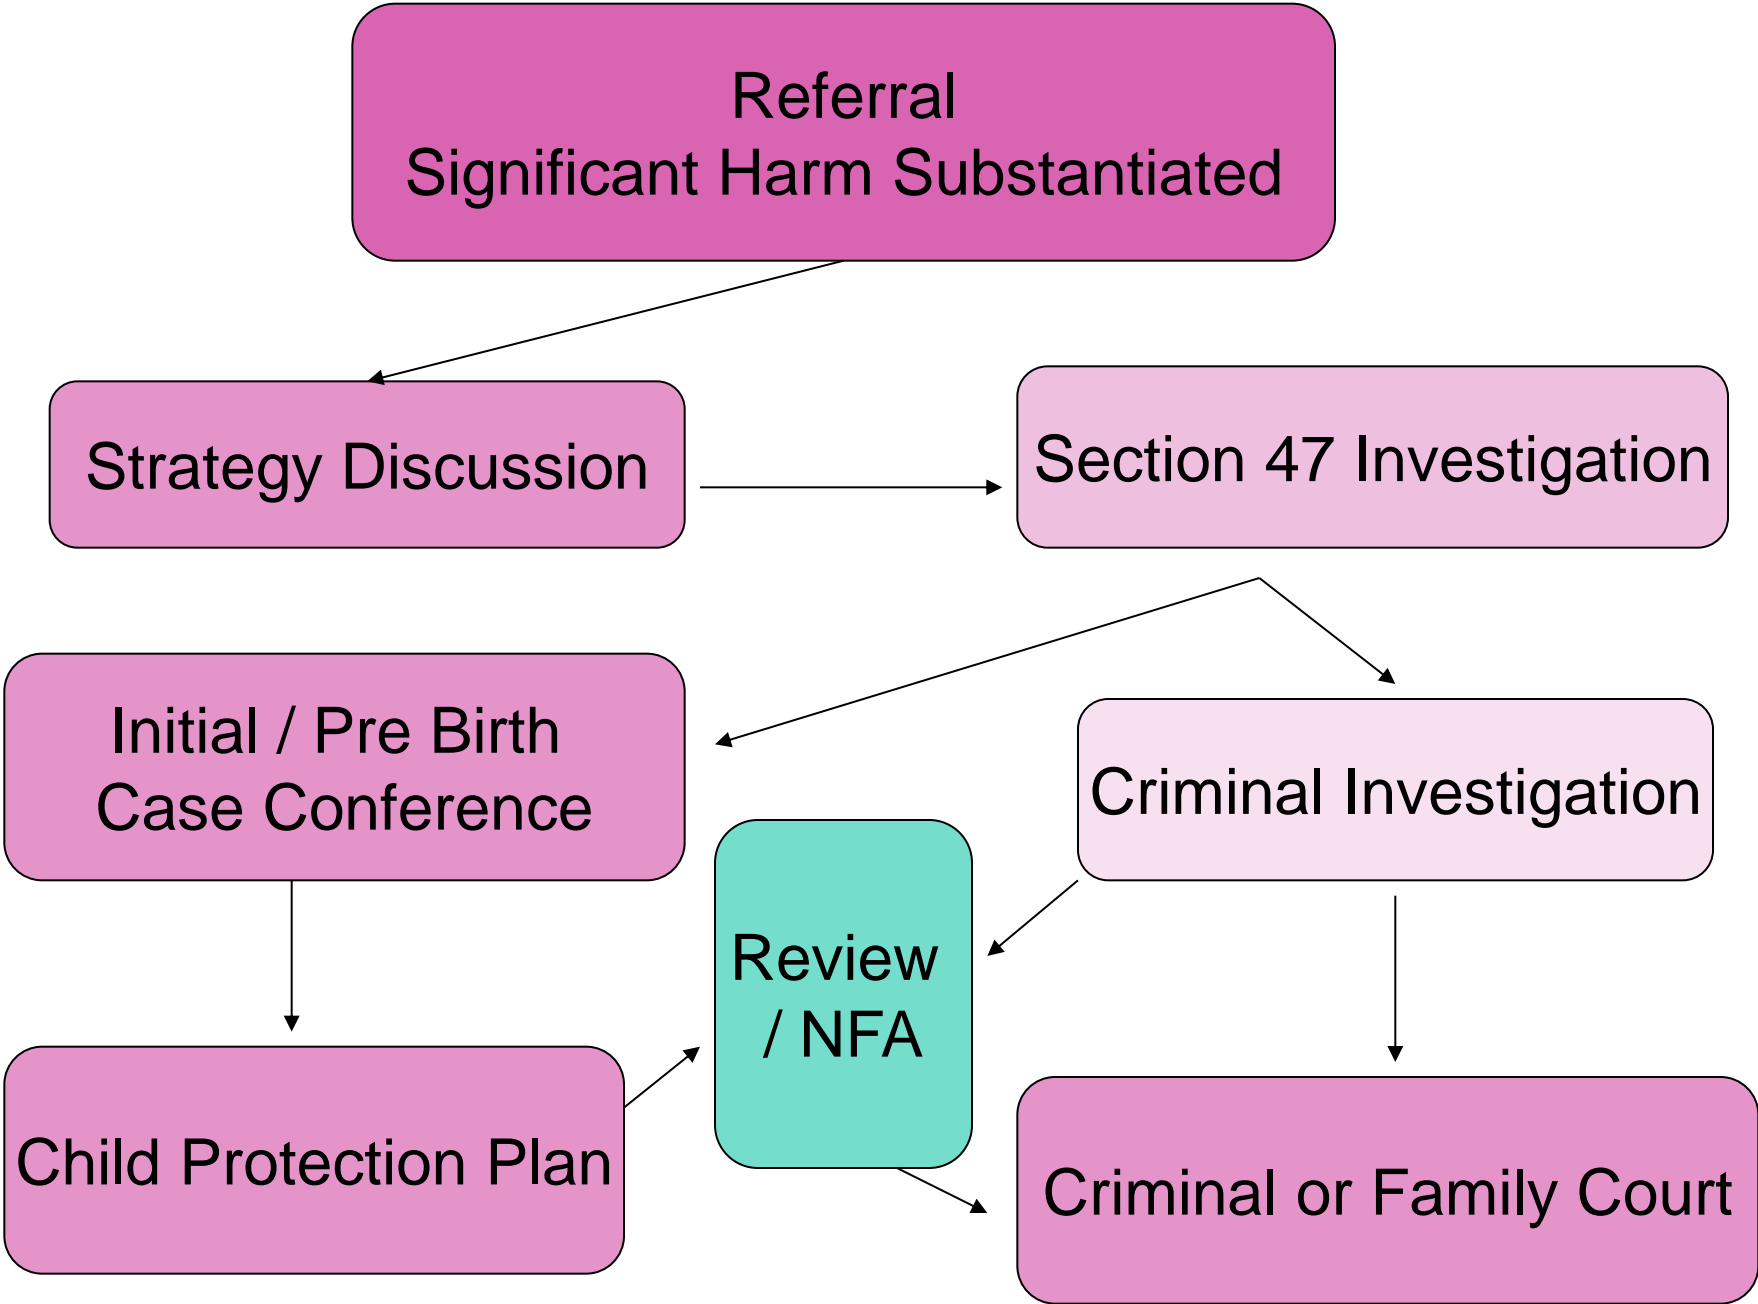 Referral
Significant Harm Substantiated
Strategy Discussion
Section 47 Investigation
Initial / Pre Birth
Case Conference
Criminal Investigation
Review
/ NFA
Child Protection Plan
Criminal or Family Court